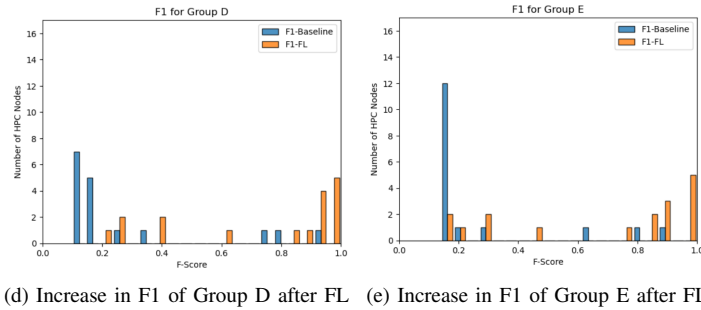 F1 for Group D
F1-Baseline
F1-FL
16
14
12
10
8
6
4
2
0
Number of HPC Nodes
0.0 0.2 0.4 0.6 0.8 1.0
F-Score
(d) Increase in F1 of Group D after FL
F1 for Group E
F1-Baseline
F1-FL
16
14
12
10
8
6
4
2
0
Number of HPC Nodes
0.0 0.2 0.4 0.6 0.8 1.0
F-Score
(e) Increase in F1 of Group E after FL